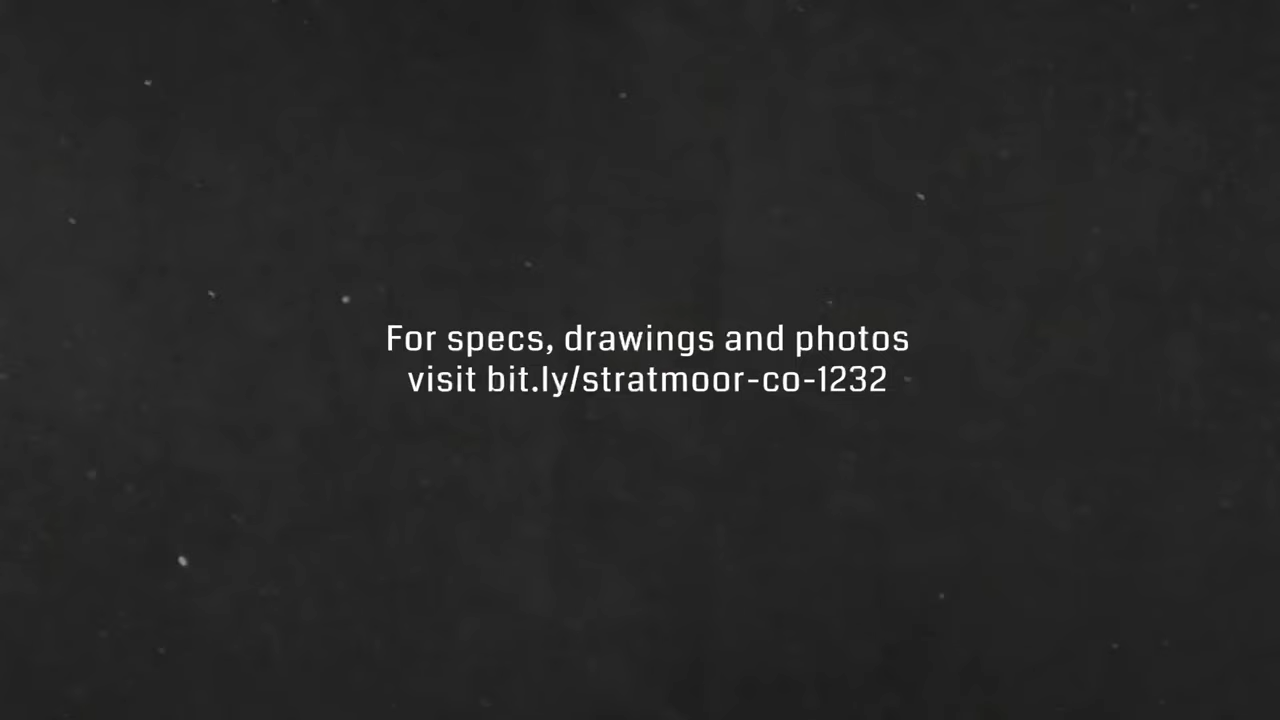 For specs, drawings and photos
visit bit.ly/stratmoor-co-1232